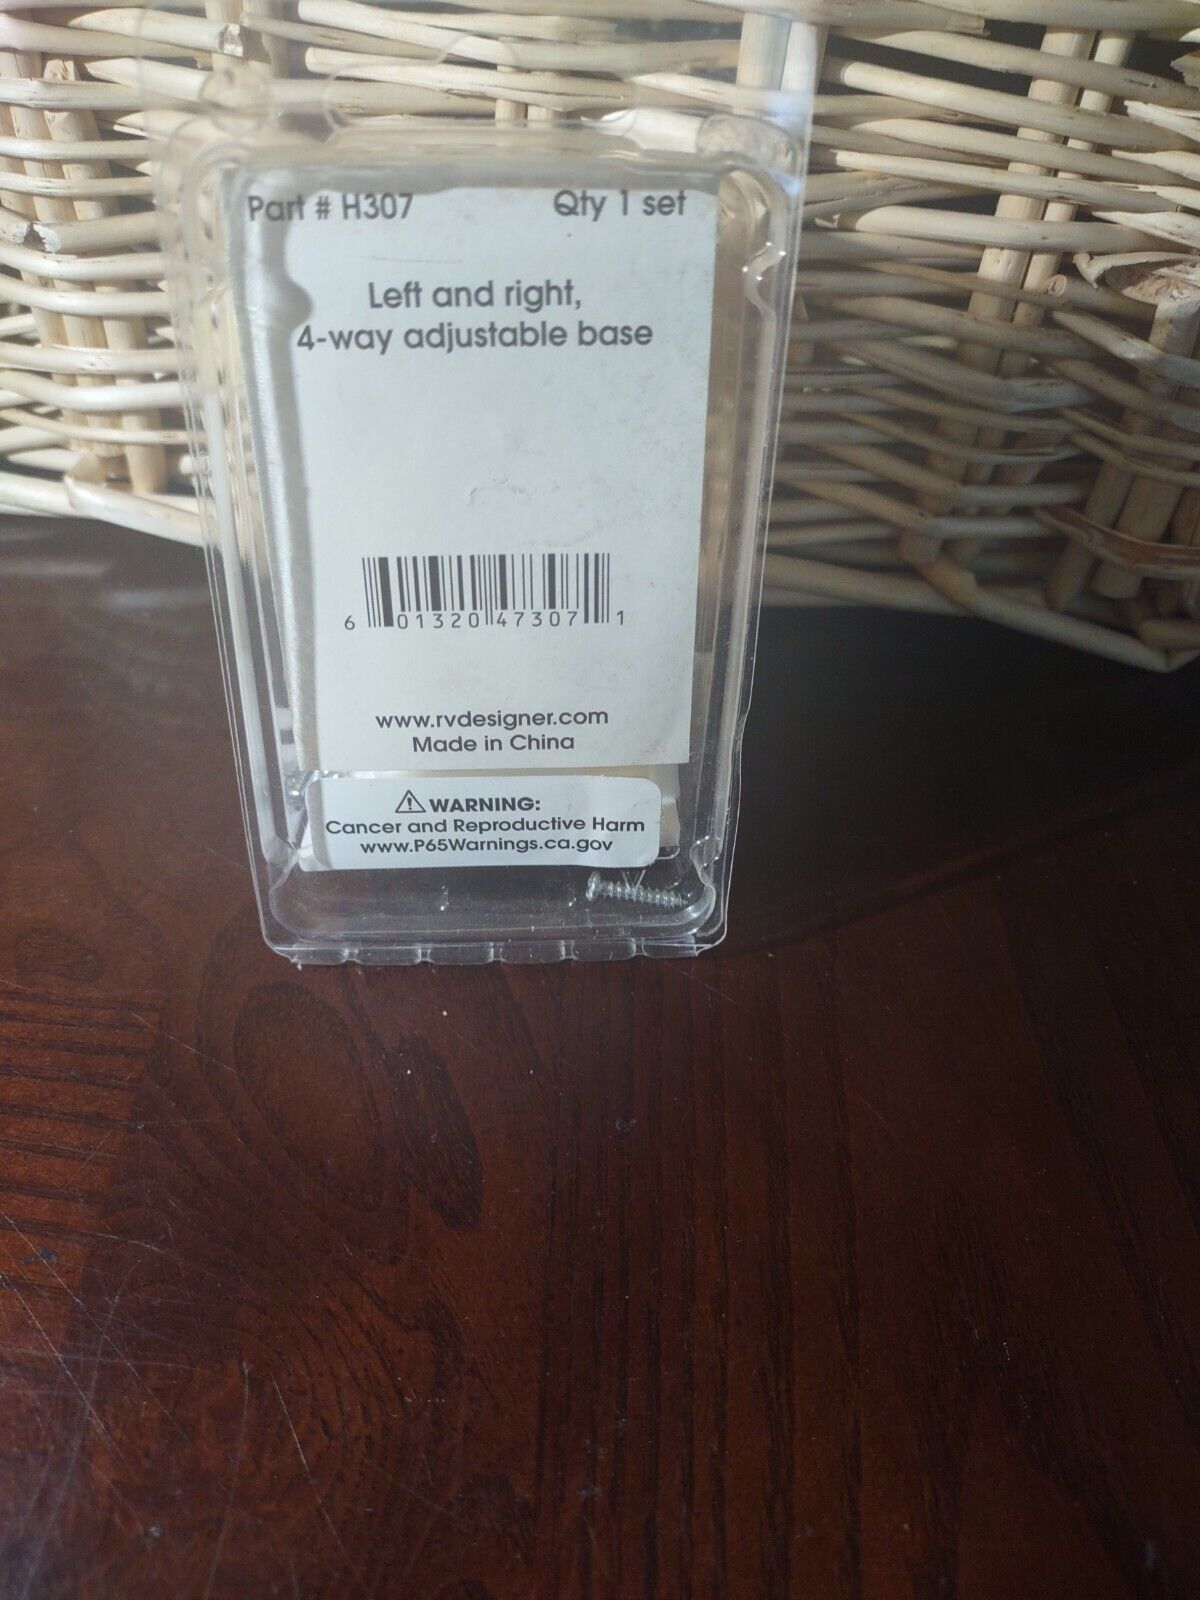 Part # H307 Qty 1 set
Left and right,
4-way adjustable base
6 01320 47307 1
www.rvdesigner.com
Made in China
⚠ WARNING:
Cancer and Reproductive Harm
www.P65Warnings.ca.gov